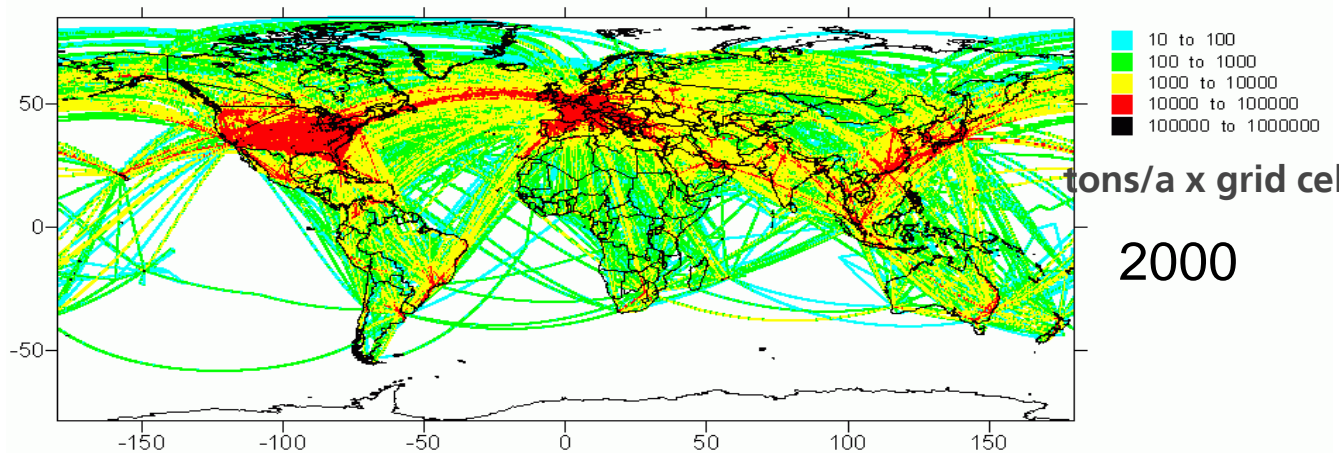 10 to 100
100 to 1000
1000 to 10000
10000 to 100000
100000 to 1000000
tons/a x grid cel
2000
50
0
-50
-150 -100 -50 0 50 100 150